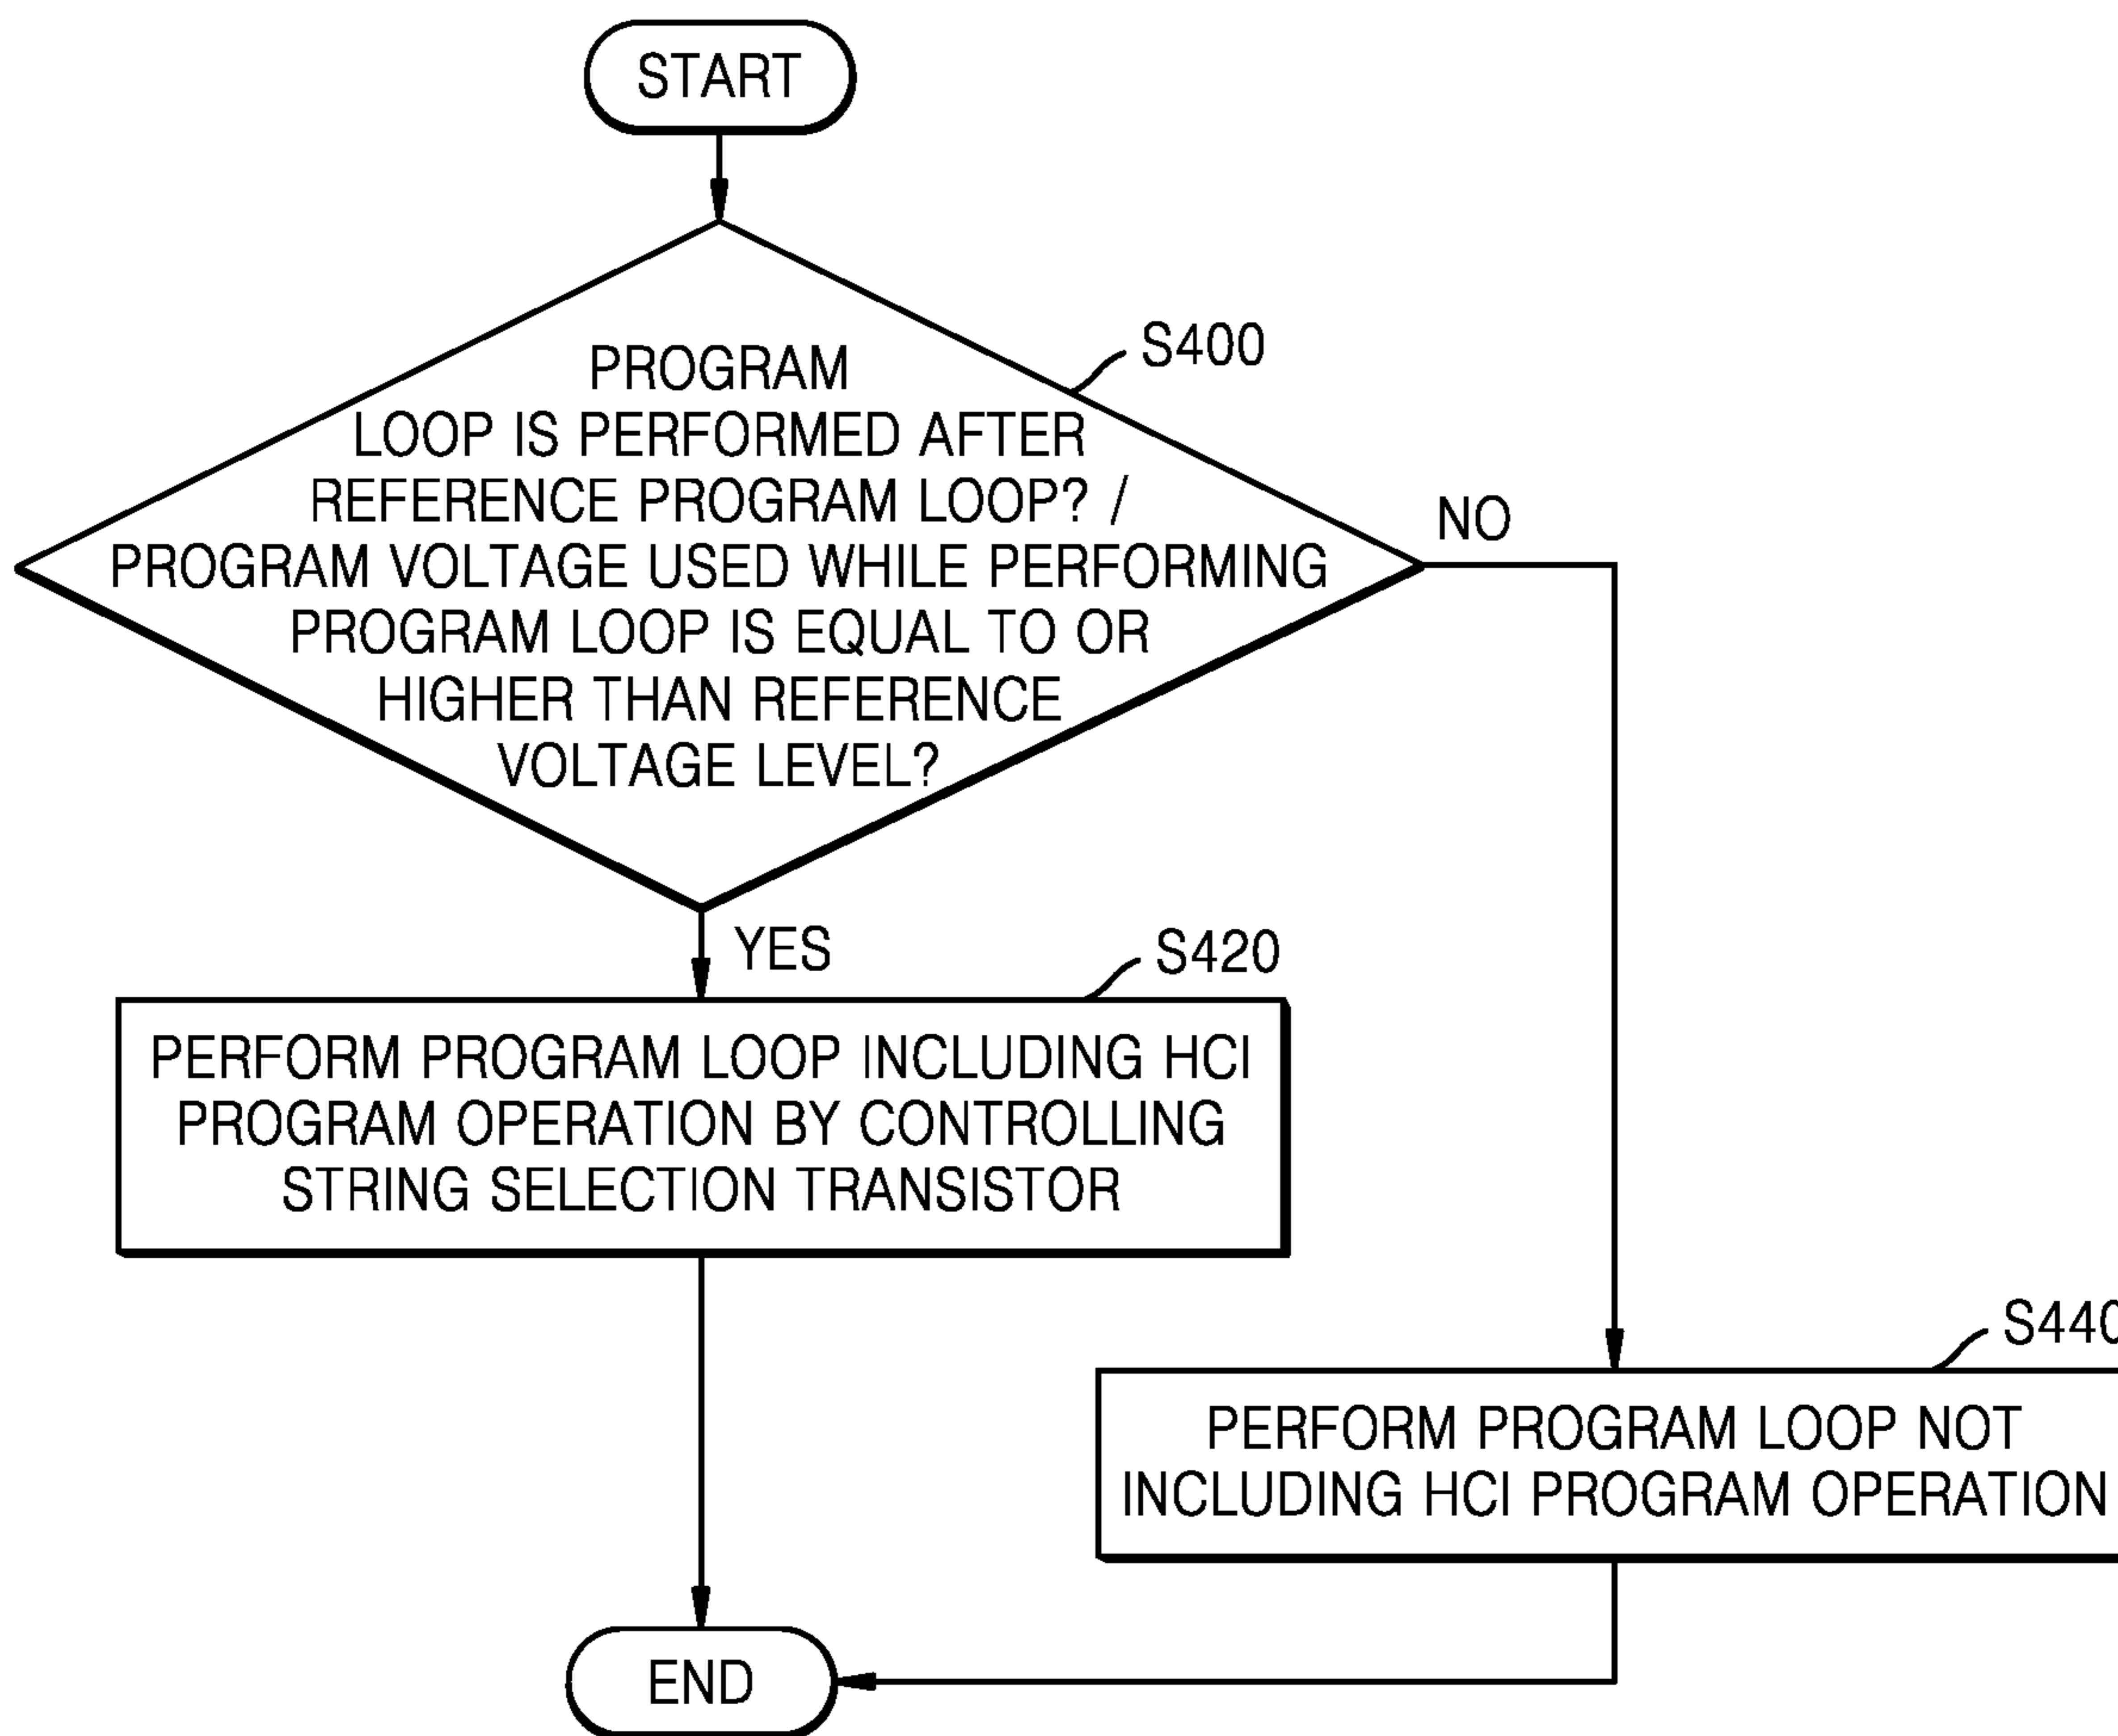 START
S400
PROGRAM
LOOP IS PERFORMED AFTER
REFERENCE PROGRAM LOOP? /
PROGRAM VOLTAGE USED WHILE PERFORMING
PROGRAM LOOP IS EQUAL TO OR
HIGHER THAN REFERENCE
VOLTAGE LEVEL?
NO
YES
S420
PERFORM PROGRAM LOOP INCLUDING HCI
PROGRAM OPERATION BY CONTROLLING
STRING SELECTION TRANSISTOR
S440
PERFORM PROGRAM LOOP NOT
INCLUDING HCI PROGRAM OPERATION
END